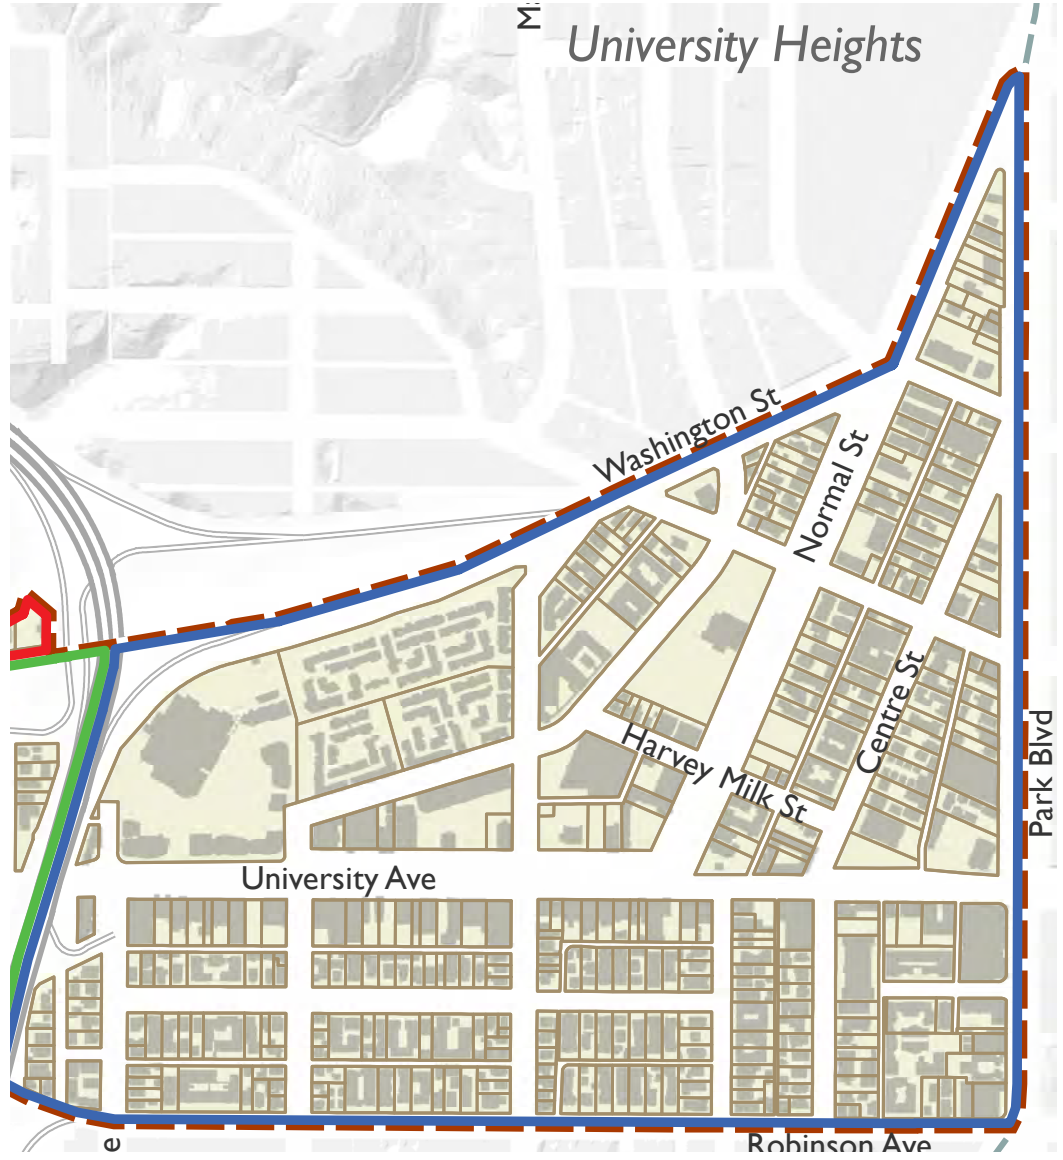 University Heights
Washington St
Normal St
Centre St
Harvey Milk St
Park Blvd
University Ave
Robinson Ave